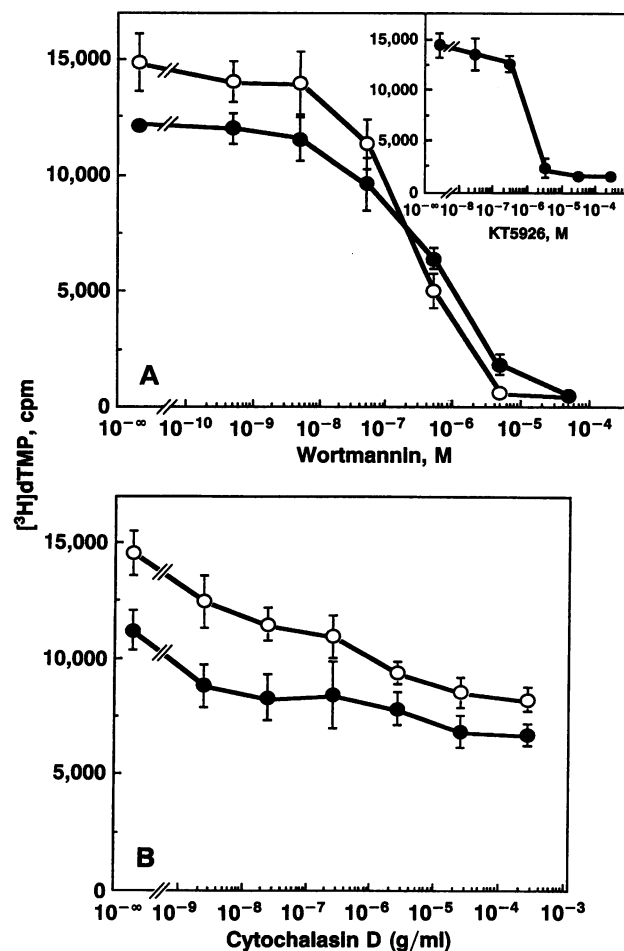 15,000
10,000
5,000
0
A
10⁻∞ 10⁻¹⁰ 10⁻⁹ 10⁻⁸ 10⁻⁷ 10⁻⁶ 10⁻⁵ 10⁻⁴
Wortmannin, M
15,000
10,000
5,000
0
10⁻∞ 10⁻⁸ 10⁻⁷ 10⁻⁶ 10⁻⁵ 10⁻⁴
KT5926, M
[³H]dTMP, cpm
15,000
10,000
5,000
0
B
10⁻∞ 10⁻⁹ 10⁻⁸ 10⁻⁷ 10⁻⁶ 10⁻⁵ 10⁻⁴ 10⁻³
Cytochalasin D (g/ml)